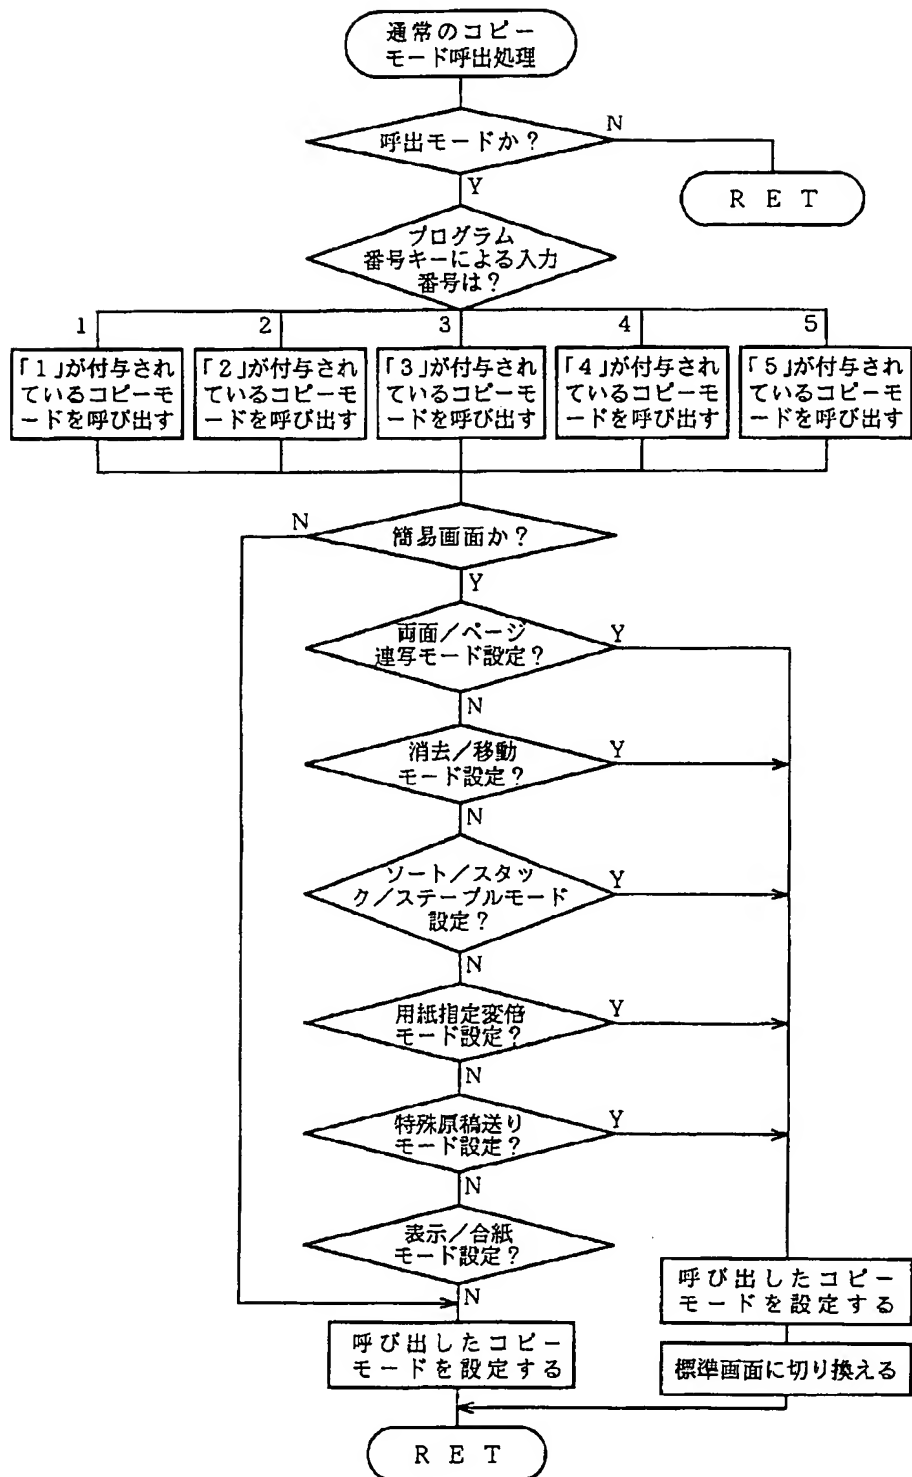 通常のコピー
モード呼出処理
呼出モードか？
N
Y
RET
プログラム
番号キーによる入力
番号は？
1
2
3
4
5
「1」が付与され
ているコピーモ
ードを呼び出す
「2」が付与され
ているコピーモ
ードを呼び出す
「3」が付与され
ているコピーモ
ードを呼び出す
「4」が付与され
ているコピーモ
ードを呼び出す
「5」が付与され
ているコピーモ
ードを呼び出す
簡易画面か？
N
Y
両面／ページ
連写モード設定？
Y
N
消去／移動
モード設定？
Y
N
ソート／スタッ
ク／ステープルモード
設定？
Y
N
用紙指定変倍
モード設定？
Y
N
特殊原稿送り
モード設定？
Y
N
表示／合紙
モード設定？
N
呼び出したコピー
モードを設定する
呼び出したコピー
モードを設定する
標準画面に切り換える
RET